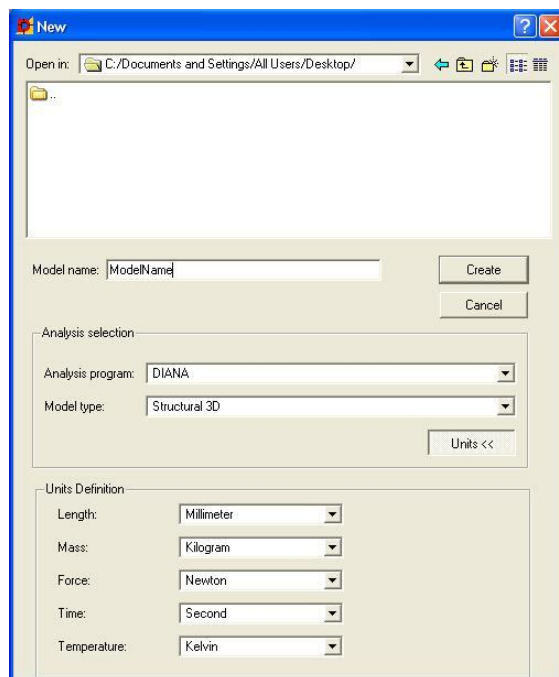 New
Open in: C:/Documents and Settings/All Users/Desktop/
..
Model name: ModelName
Create
Cancel
Analysis selection
Analysis program: DIANA
Model type: Structural 3D
Units <<
Units Definition
Length: Millimeter
Mass: Kilogram
Force: Newton
Time: Second
Temperature: Kelvin